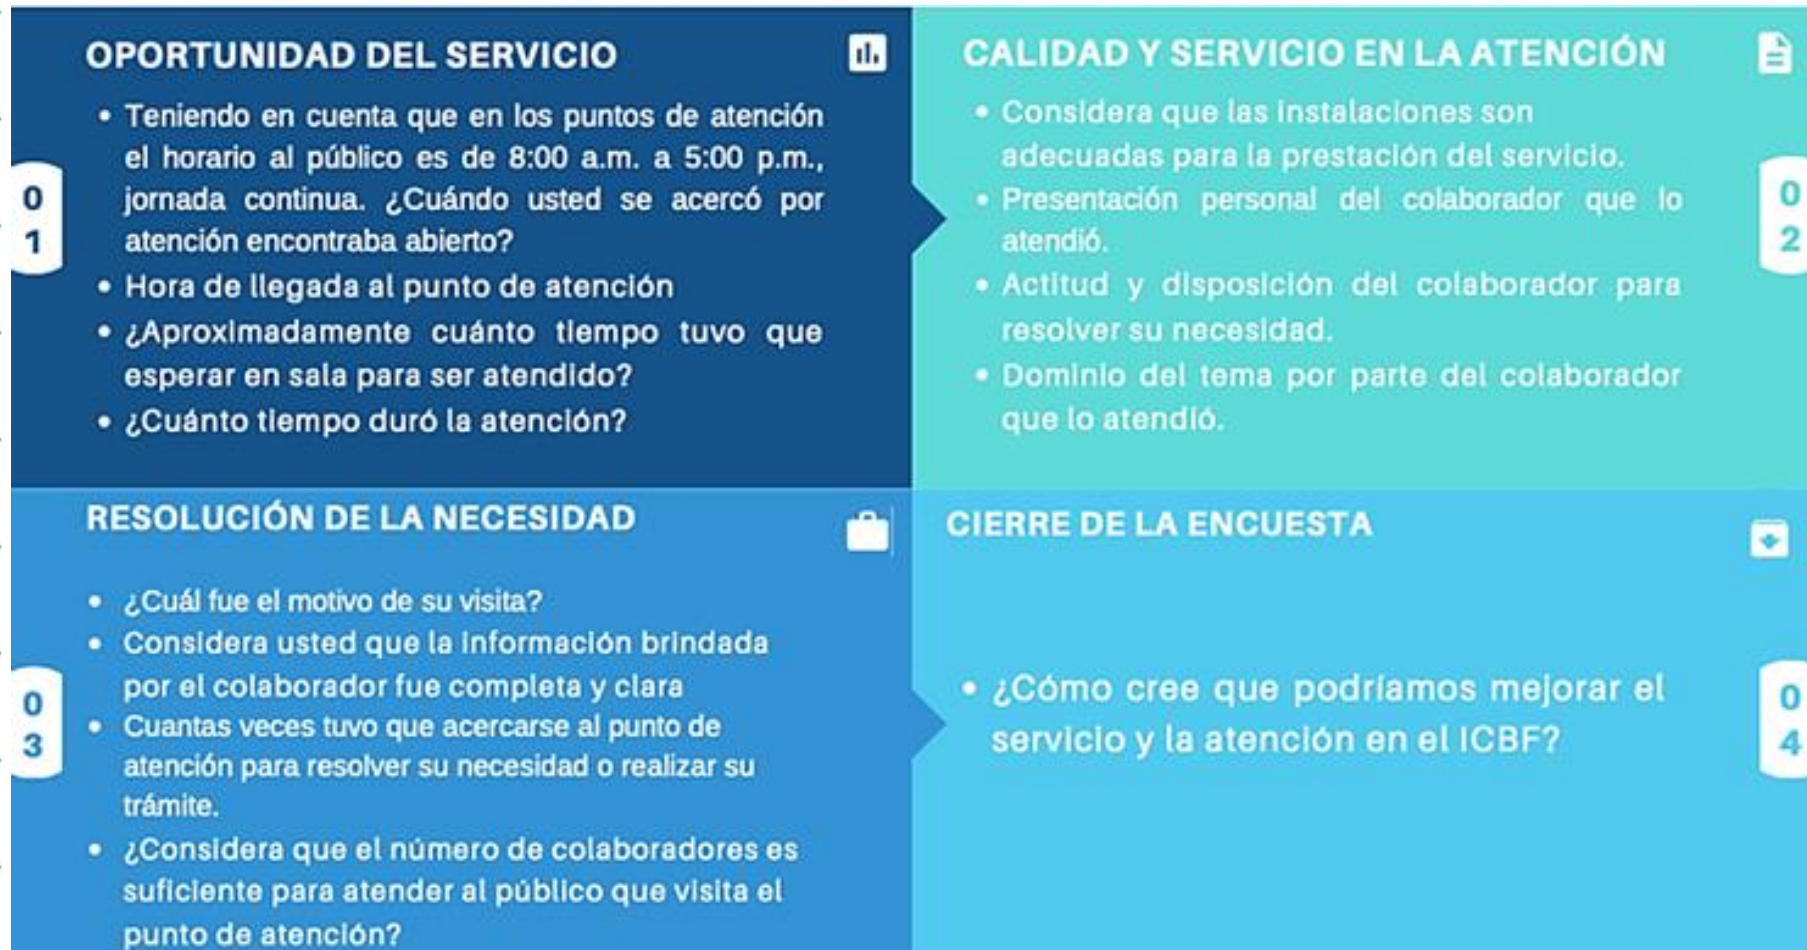 OPORTUNIDAD DEL SERVICIO
• Teniendo en cuenta que en los puntos de atención
el horario al público es de 8:00 a.m. a 5:00 p.m.,
jornada continua. ¿Cuándo usted se acercó por
atención encontraba abierto?
• Hora de llegada al punto de atención
• ¿Aproximadamente cuánto tiempo tuvo que
esperar en sala para ser atendido?
• ¿Cuánto tiempo duró la atención?
0
1
CALIDAD Y SERVICIO EN LA ATENCIÓN
• Considera que las instalaciones son
adecuadas para la prestación del servicio.
• Presentación personal del colaborador que lo
atendió.
• Actitud y disposición del colaborador para
resolver su necesidad.
• Dominio del tema por parte del colaborador
que lo atendió.
0
2
RESOLUCIÓN DE LA NECESIDAD
• ¿Cuál fue el motivo de su visita?
• Considera usted que la información brindada
por el colaborador fue completa y clara
• Cuantas veces tuvo que acercarse al punto de
atención para resolver su necesidad o realizar su
trámite.
• ¿Considera que el número de colaboradores es
suficiente para atender al público que visita el
punto de atención?
0
3
CIERRE DE LA ENCUESTA
• ¿Cómo cree que podríamos mejorar el
servicio y la atención en el ICBF?
0
4